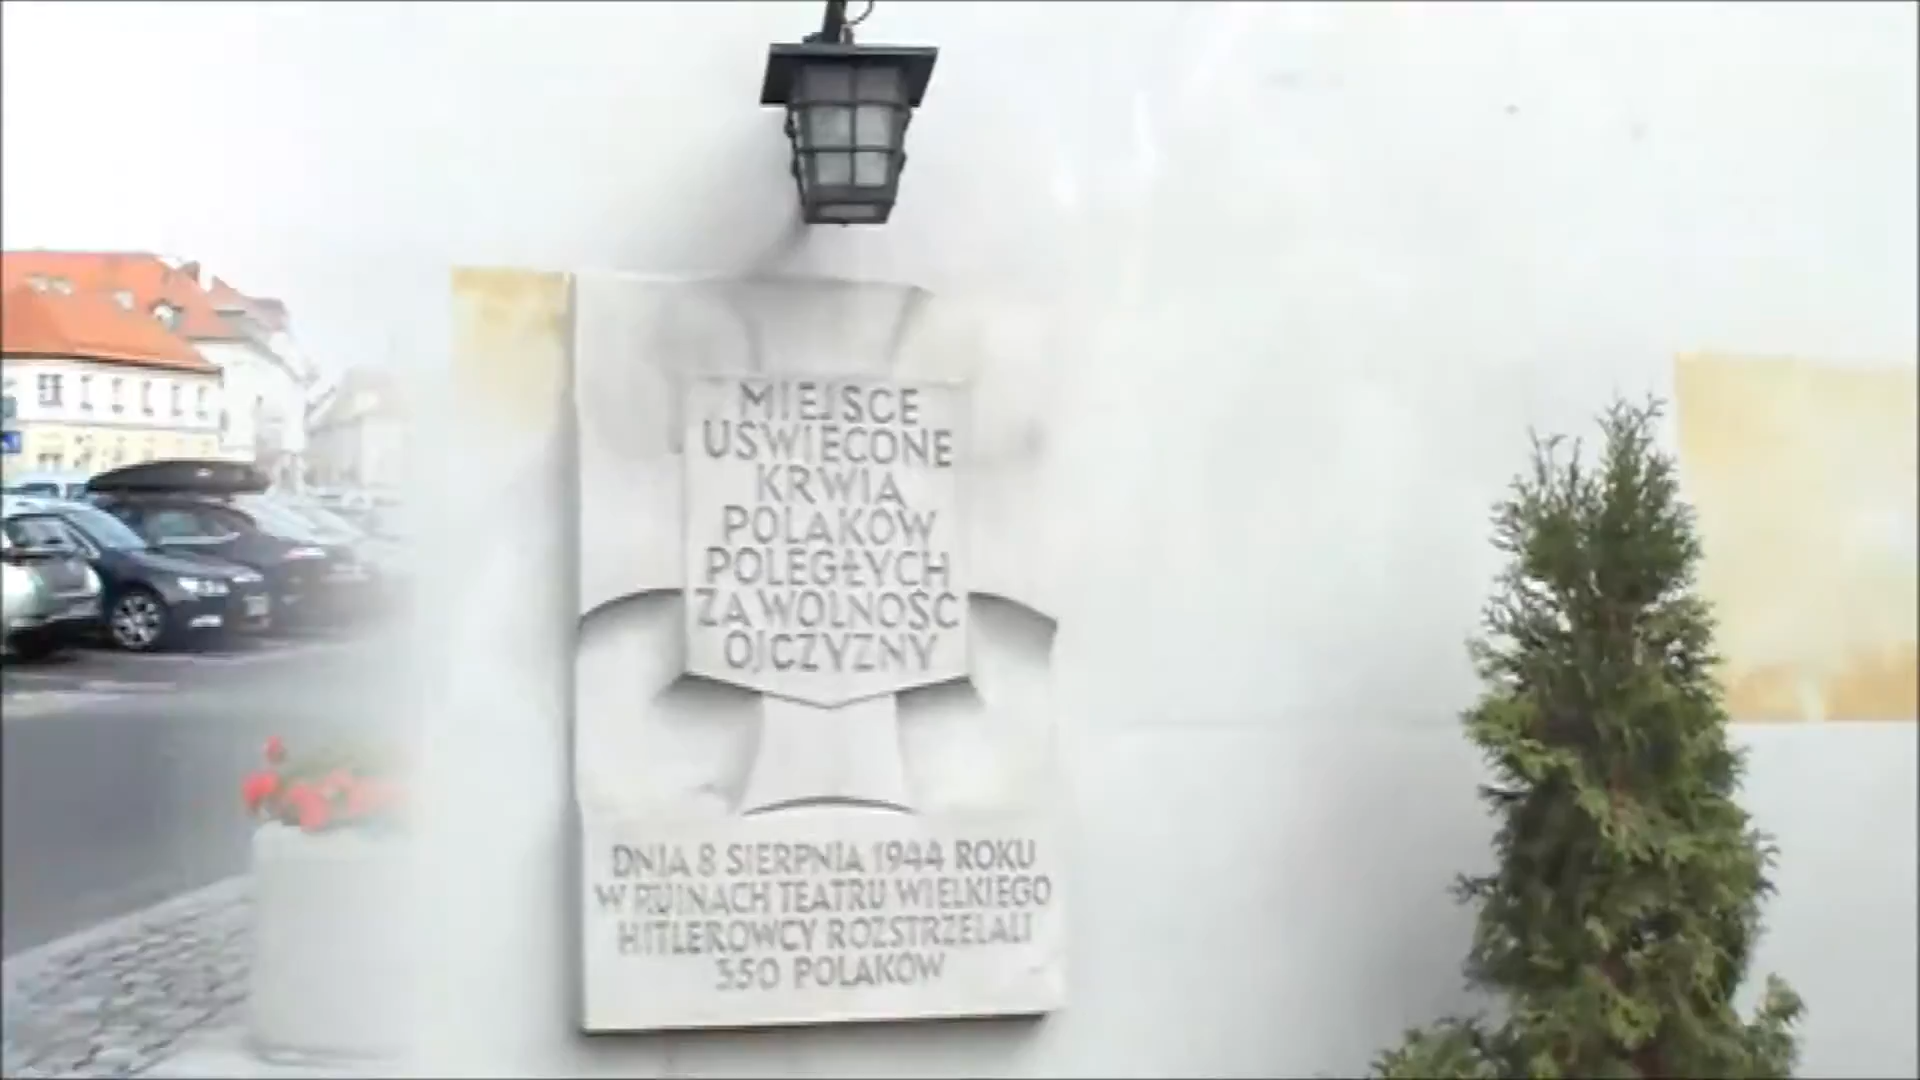 MIEJSCE
UŚWIĘCONE
KRWIĄ
POLAKÓW
POLEGŁYCH
ZA WOLNOŚĆ
OJCZYZNY
DNIA 8 SIERPNIA 1944 ROKU
W RUINACH TEATRU WIELKIEGO
HITLEROWCY ROZSTRZELALI
350 POLAKÓW